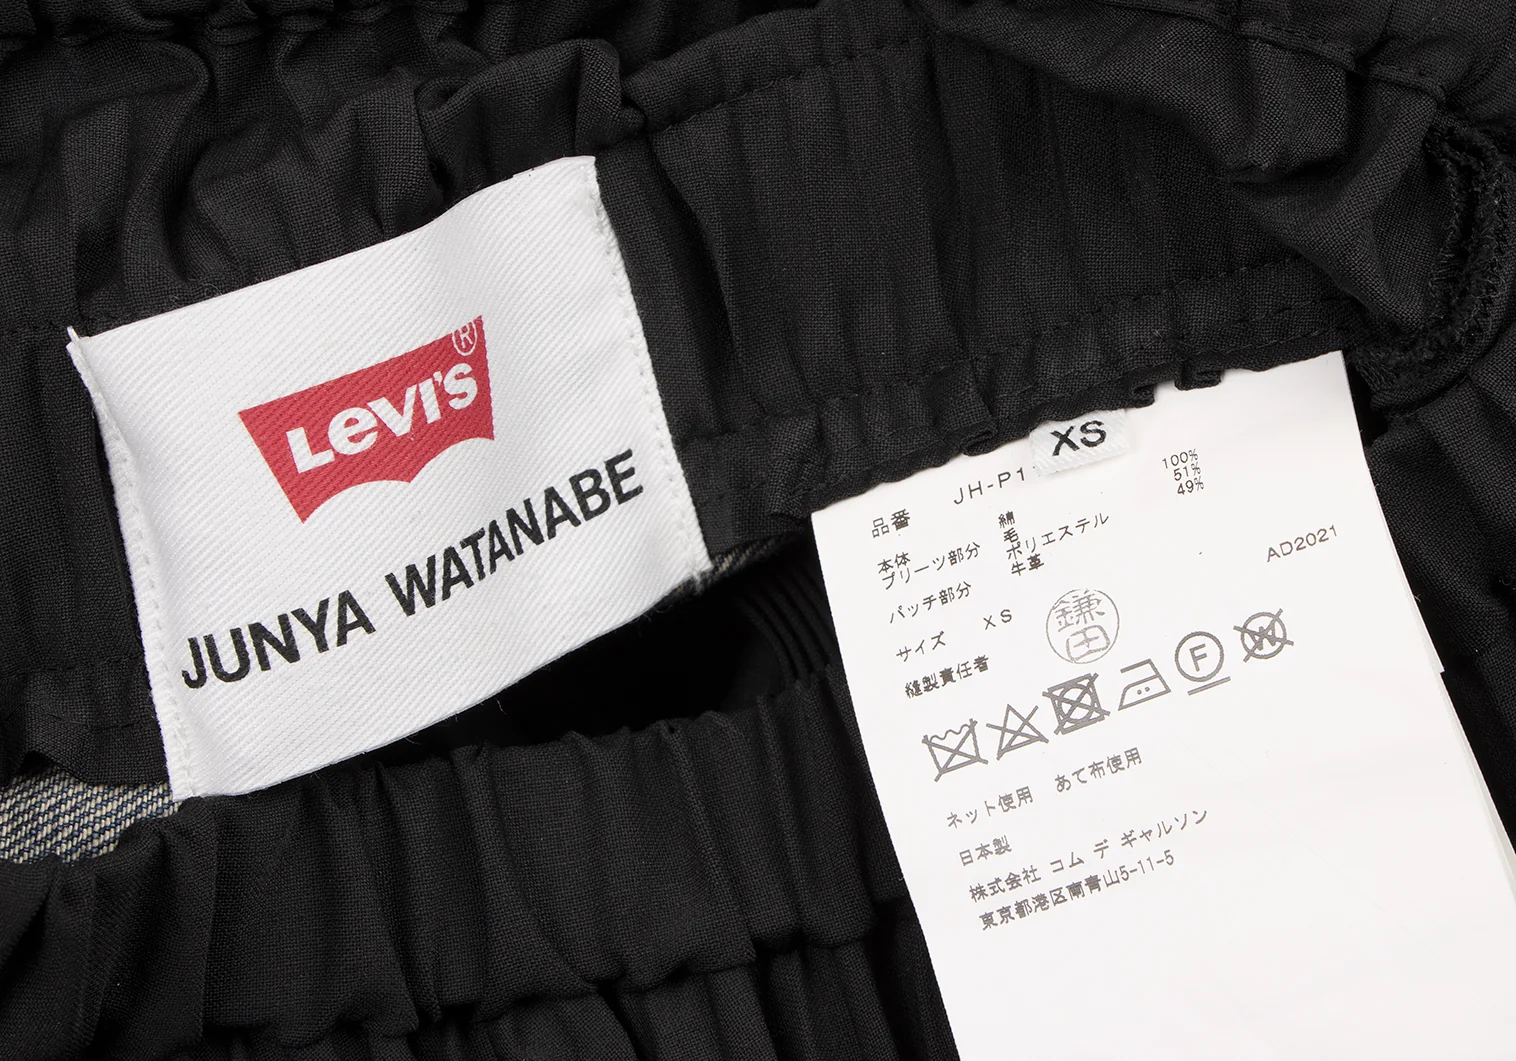 Levi's®
JUNYA WATANABE
XS
品番 JH-P1
本体 綿 100%
プリーツ部分 毛 51%
ポリエステル 49%
パッチ部分 牛革
サイズ XS
AD2021
縫製責任者 鎌田
F
W
ネット使用 あて布使用
日本製
株式会社 コム デ ギャルソン
東京都港区南青山5-11-5